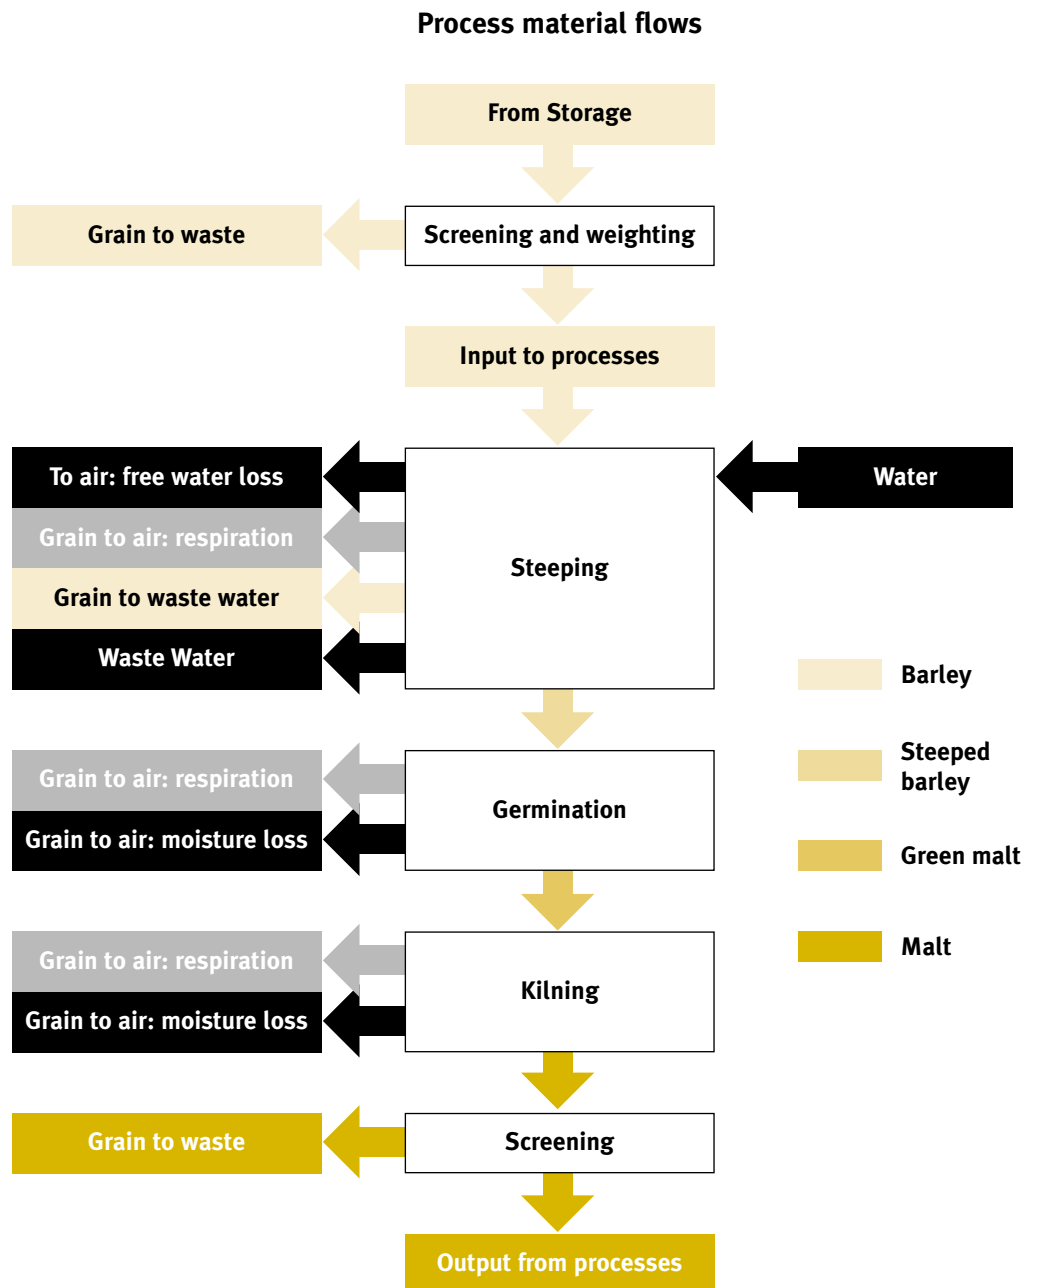 Process material flows
From Storage
Grain to waste
Screening and weighting
Input to processes
To air: free water loss
Water
Grain to air: respiration
Steeping
Grain to waste water
Waste Water
Barley
Steeped
barley
Grain to air: respiration
Germination
Grain to air: moisture loss
Green malt
Malt
Grain to air: respiration
Kilning
Grain to air: moisture loss
Grain to waste
Screening
Output from processes